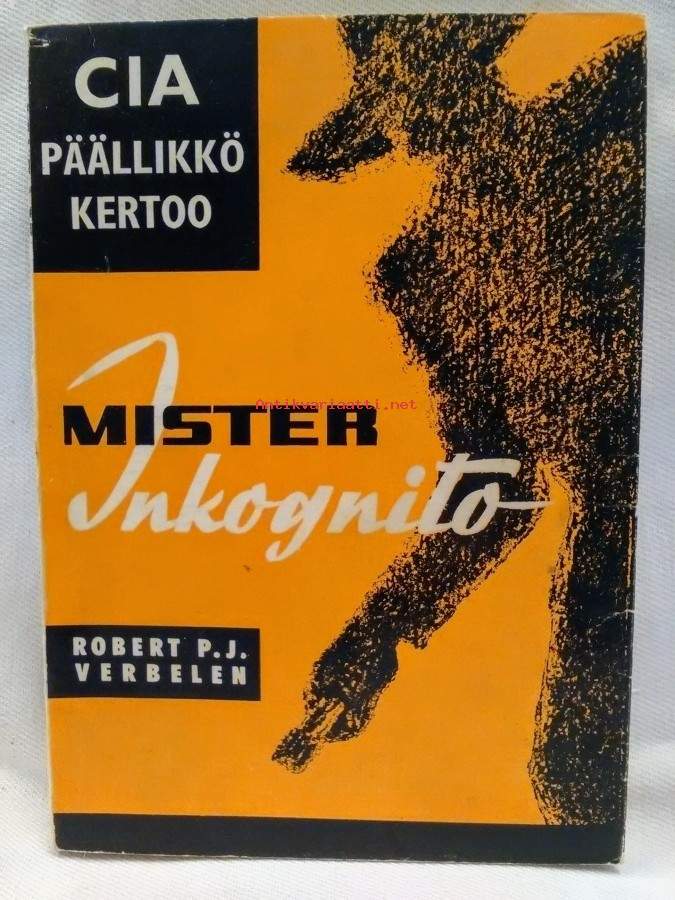 CIA
PÄÄLLIKKÖ
KERTOO
Antikvariaatti.net
MISTER
Inkognito
ROBERT P.J.
VERBELEN